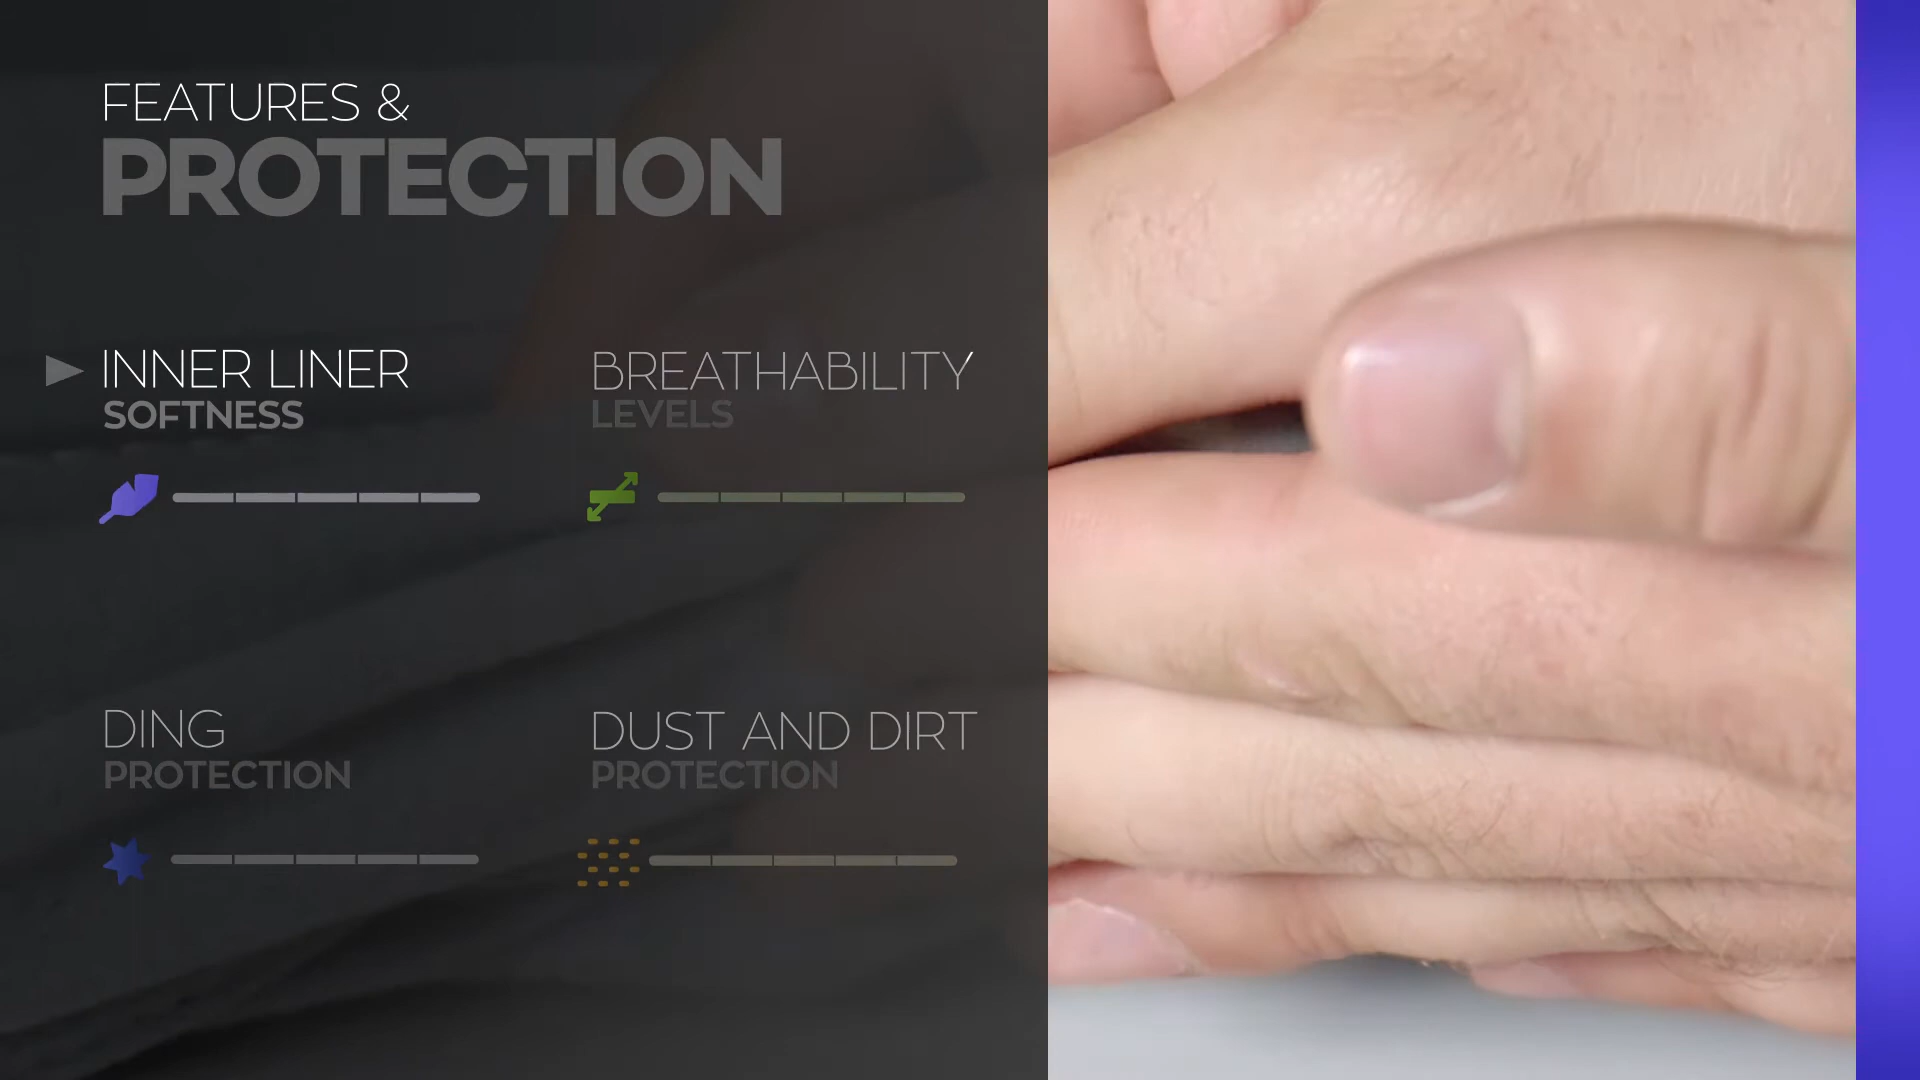 FEATURES &
PROTECTION
INNER LINER
SOFTNESS
BREATHABILITY
LEVELS
DING
PROTECTION
DUST AND DIRT
PROTECTION